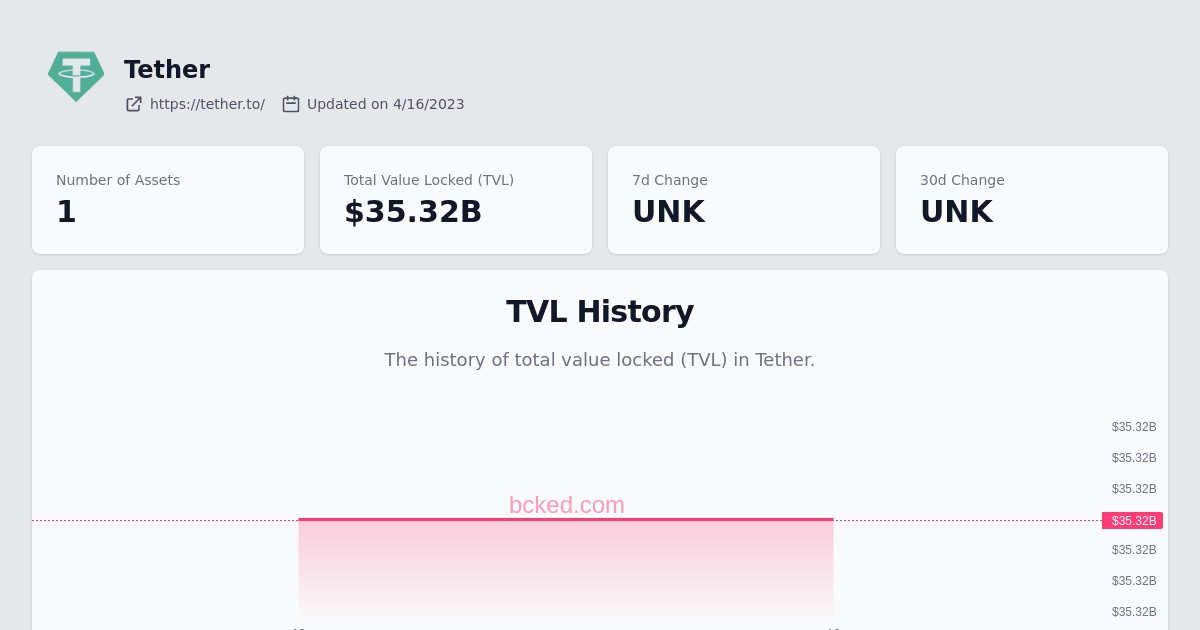 Tether
https://tether.to/ Updated on 4/16/2023
Number of Assets
1
Total Value Locked (TVL)
$35.32B
7d Change
UNK
30d Change
UNK
TVL History
The history of total value locked (TVL) in Tether.
$35.32B
$35.32B
$35.32B
bcked.com
$35.32B
$35.32B
$35.32B
$35.32B